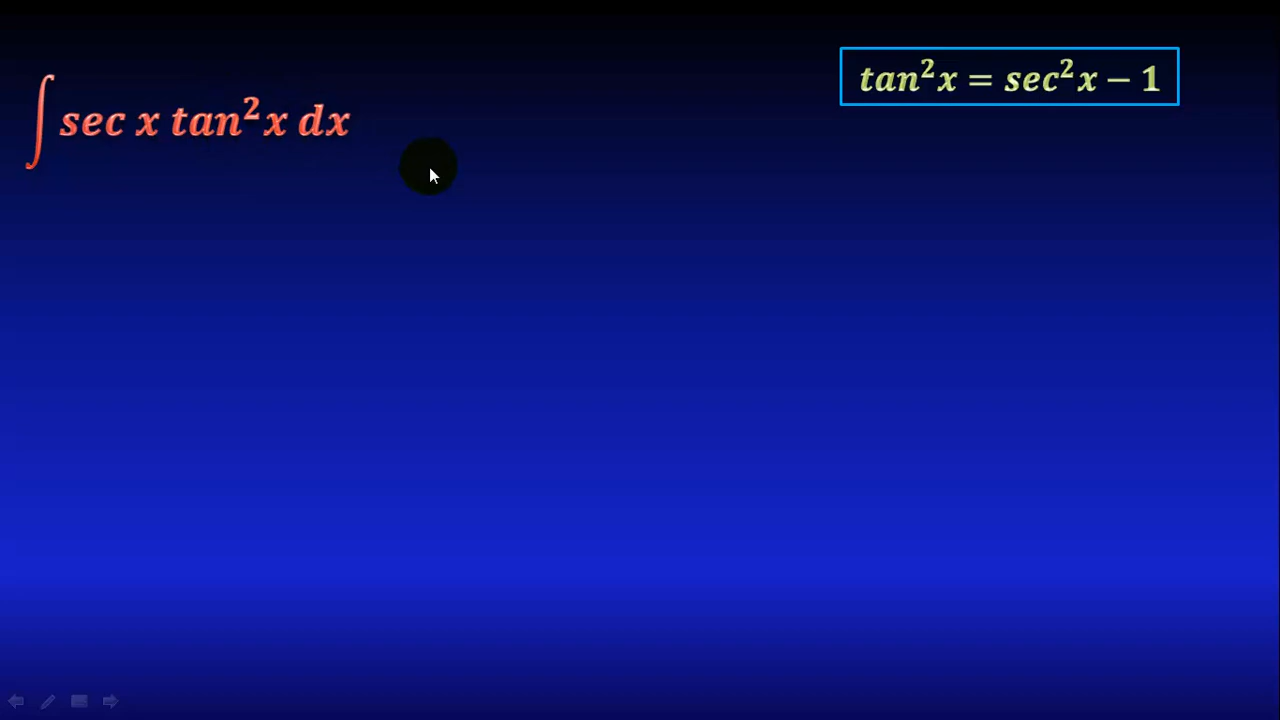 ∫ sec x tan²x dx
tan²x = sec²x − 1